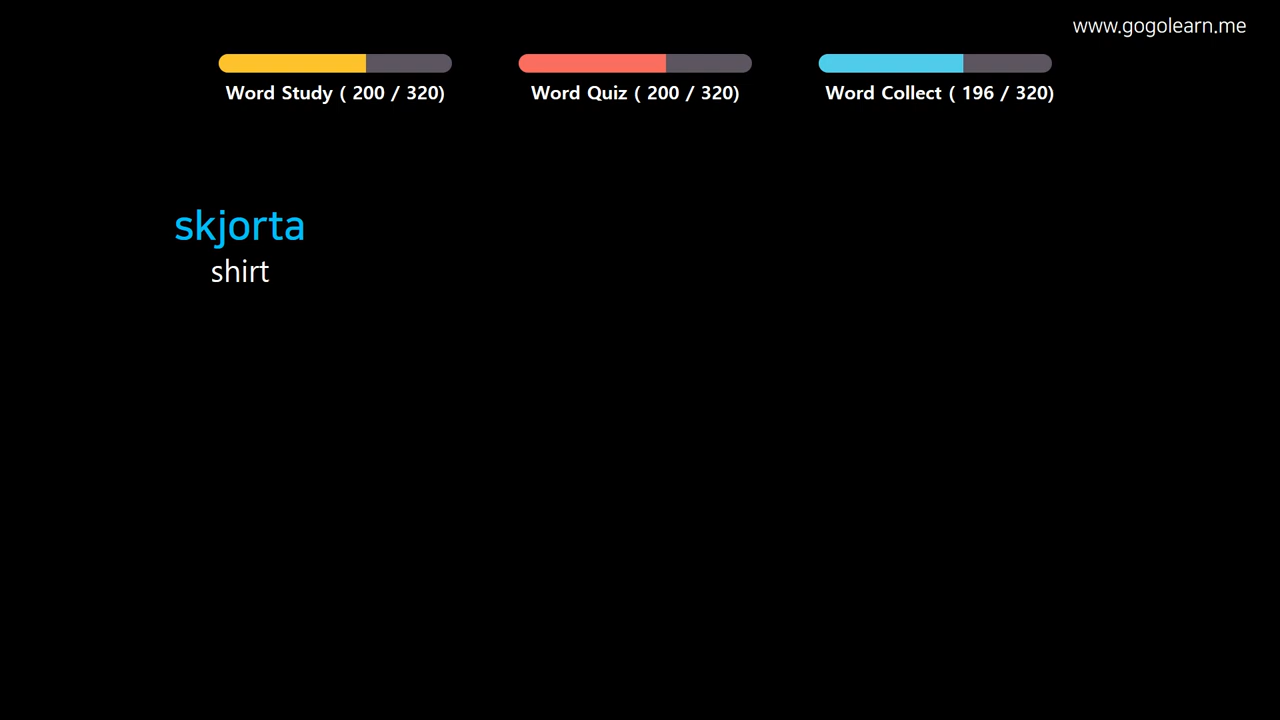 www.gogolearn.me
Word Study ( 200 / 320)
Word Quiz ( 200 / 320)
Word Collect ( 196 / 320)
skjorta
shirt